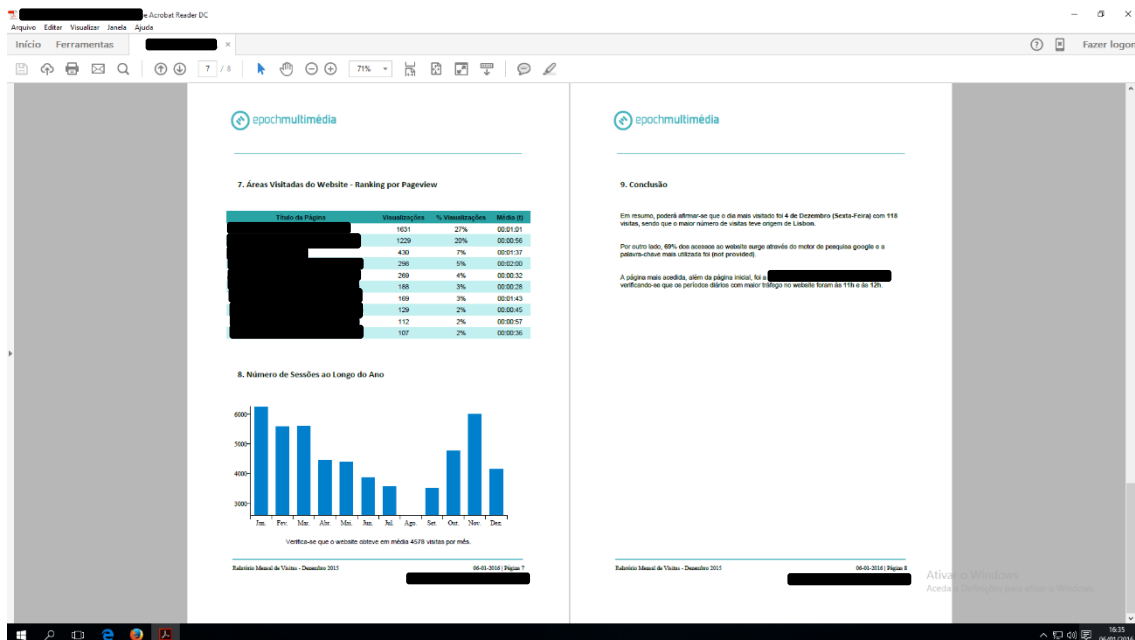 e Acrobat Reader DC
Arquivo Editar Visualizar Janela Ajuda
Início Ferramentas
Fazer logon
7 / 8
71%
epochmultimédia
7. Áreas Visitadas do Website - Ranking por Pageview
Título da Página Visualizações % Visualizações Média (t)
1631 27% 00:01:01
1229 20% 00:00:56
430 7% 00:01:37
298 5% 00:02:00
269 4% 00:00:32
188 3% 00:00:28
169 3% 00:01:43
129 2% 00:00:45
112 2% 00:00:57
107 2% 00:00:36
8. Número de Sessões ao Longo do Ano
6000
5000
4000
3000
Jan. Fev. Mar. Abr. Mai. Jun. Jul. Ago. Set. Out. Nov. Dez.
Verifica-se que o website obteve em média 4578 visitas por mês.
Relatório Mensal de Visitas - Dezembro 2015
06-01-2016 | Página 7
epochmultimédia
9. Conclusão
Em resumo, poderá afirmar-se que o dia mais visitado foi 4 de Dezembro (Sexta-Feira) com 118
visitas, sendo que o maior número de visitas teve origem de Lisbon.
Por outro lado, 69% dos acessos ao website surge através do motor de pesquisa google e a
palavra-chave mais utilizada foi (not provided).
A página mais acedida, além da página inicial, foi a
verificando-se que os períodos diários com maior tráfego no website foram às 11h e às 12h.
Relatório Mensal de Visitas - Dezembro 2015
06-01-2016 | Página 8
Ativar o Windows
Aceda a Definições para ativar o Windows.
16:35
06/01/2016